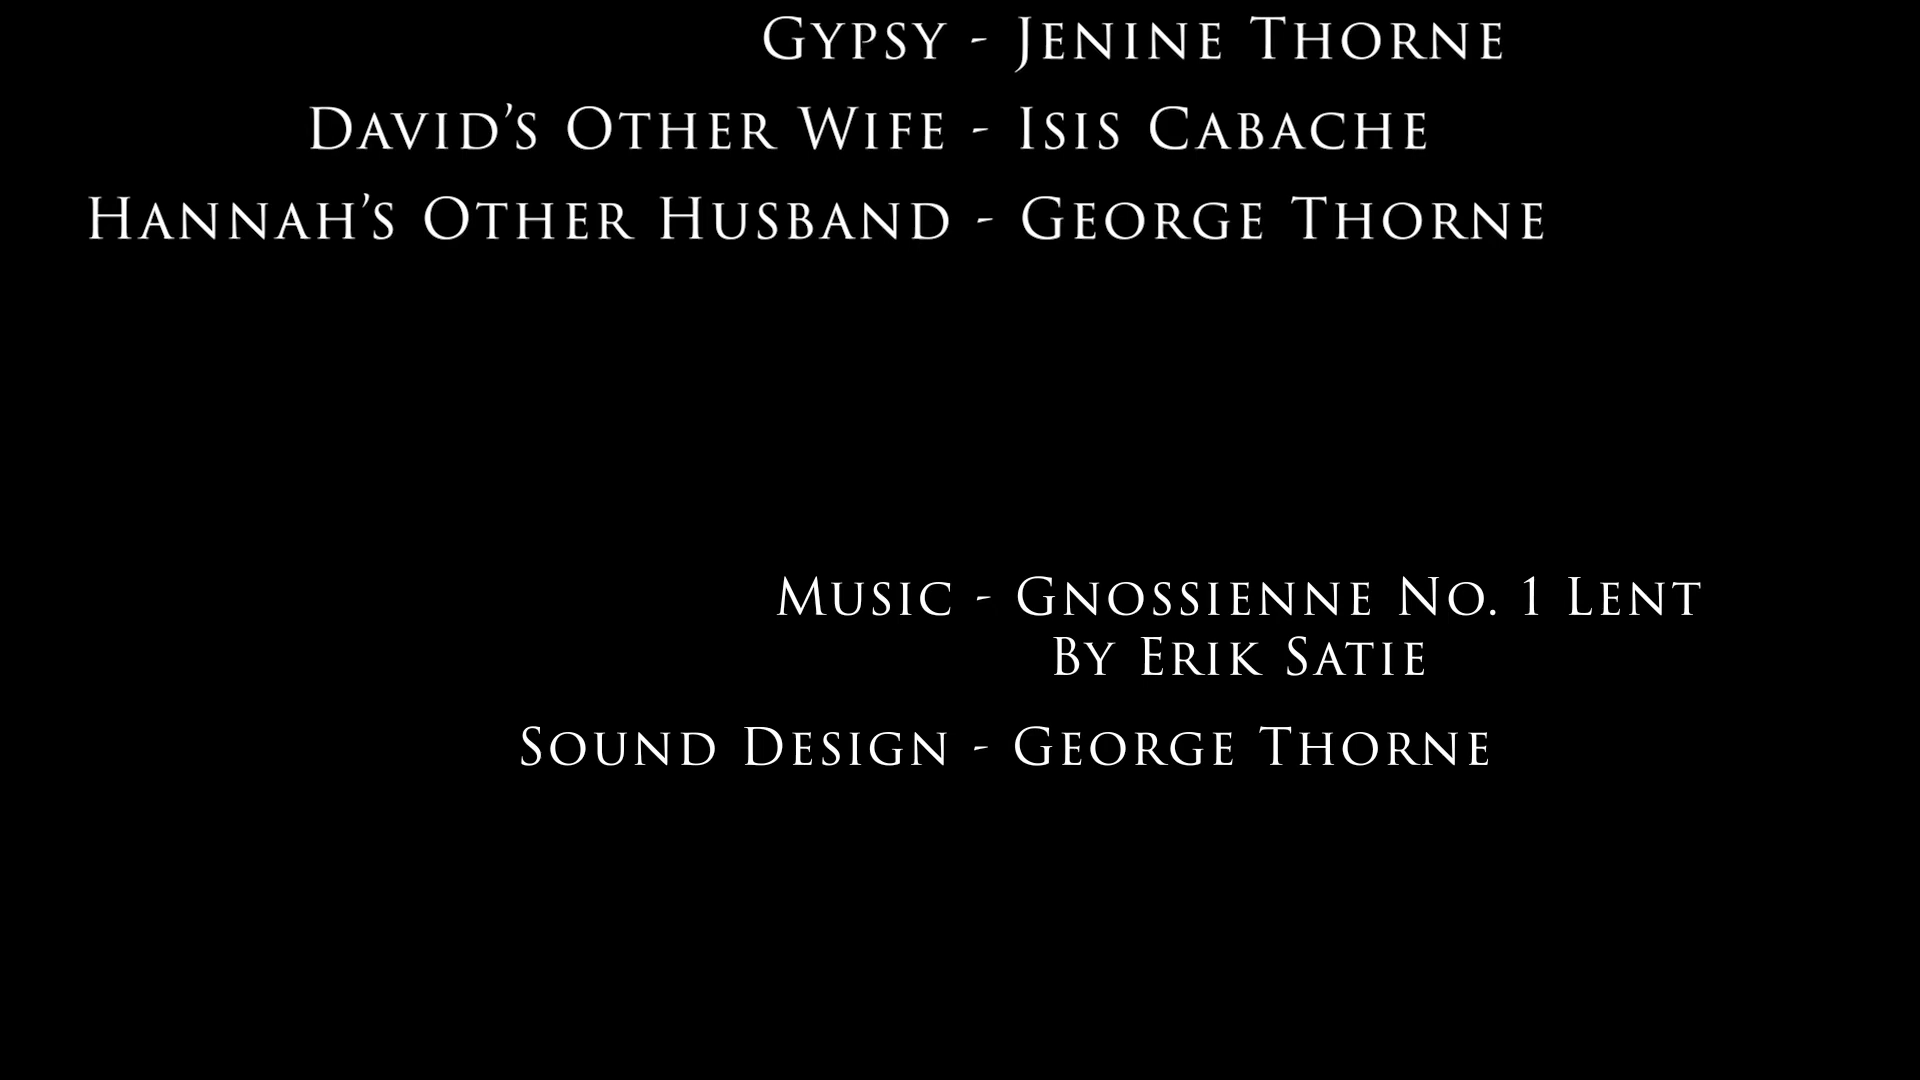 Gypsy - Jenine Thorne
David's Other Wife - Isis Cabache
Hannah's Other Husband - George Thorne
Music - Gnossienne No. 1 Lent
By Erik Satie
Sound Design - George Thorne